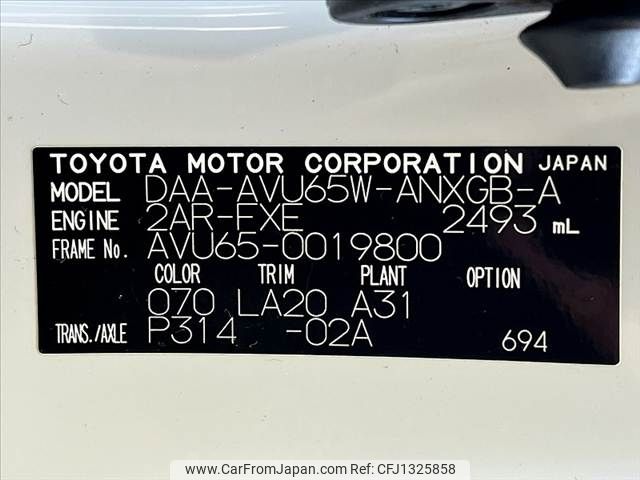 TOYOTA MOTOR CORPORATION JAPAN
MODEL DAA-AVU65W-ANXGB-A
ENGINE 2AR-FXE 2493 mL
FRAME No. AVU65-0019800
COLOR TRIM PLANT OPTION
070 LA20 A31
TRANS./AXLE P314 -02A 694
www.CarFromJapan.com - CFJ1325858